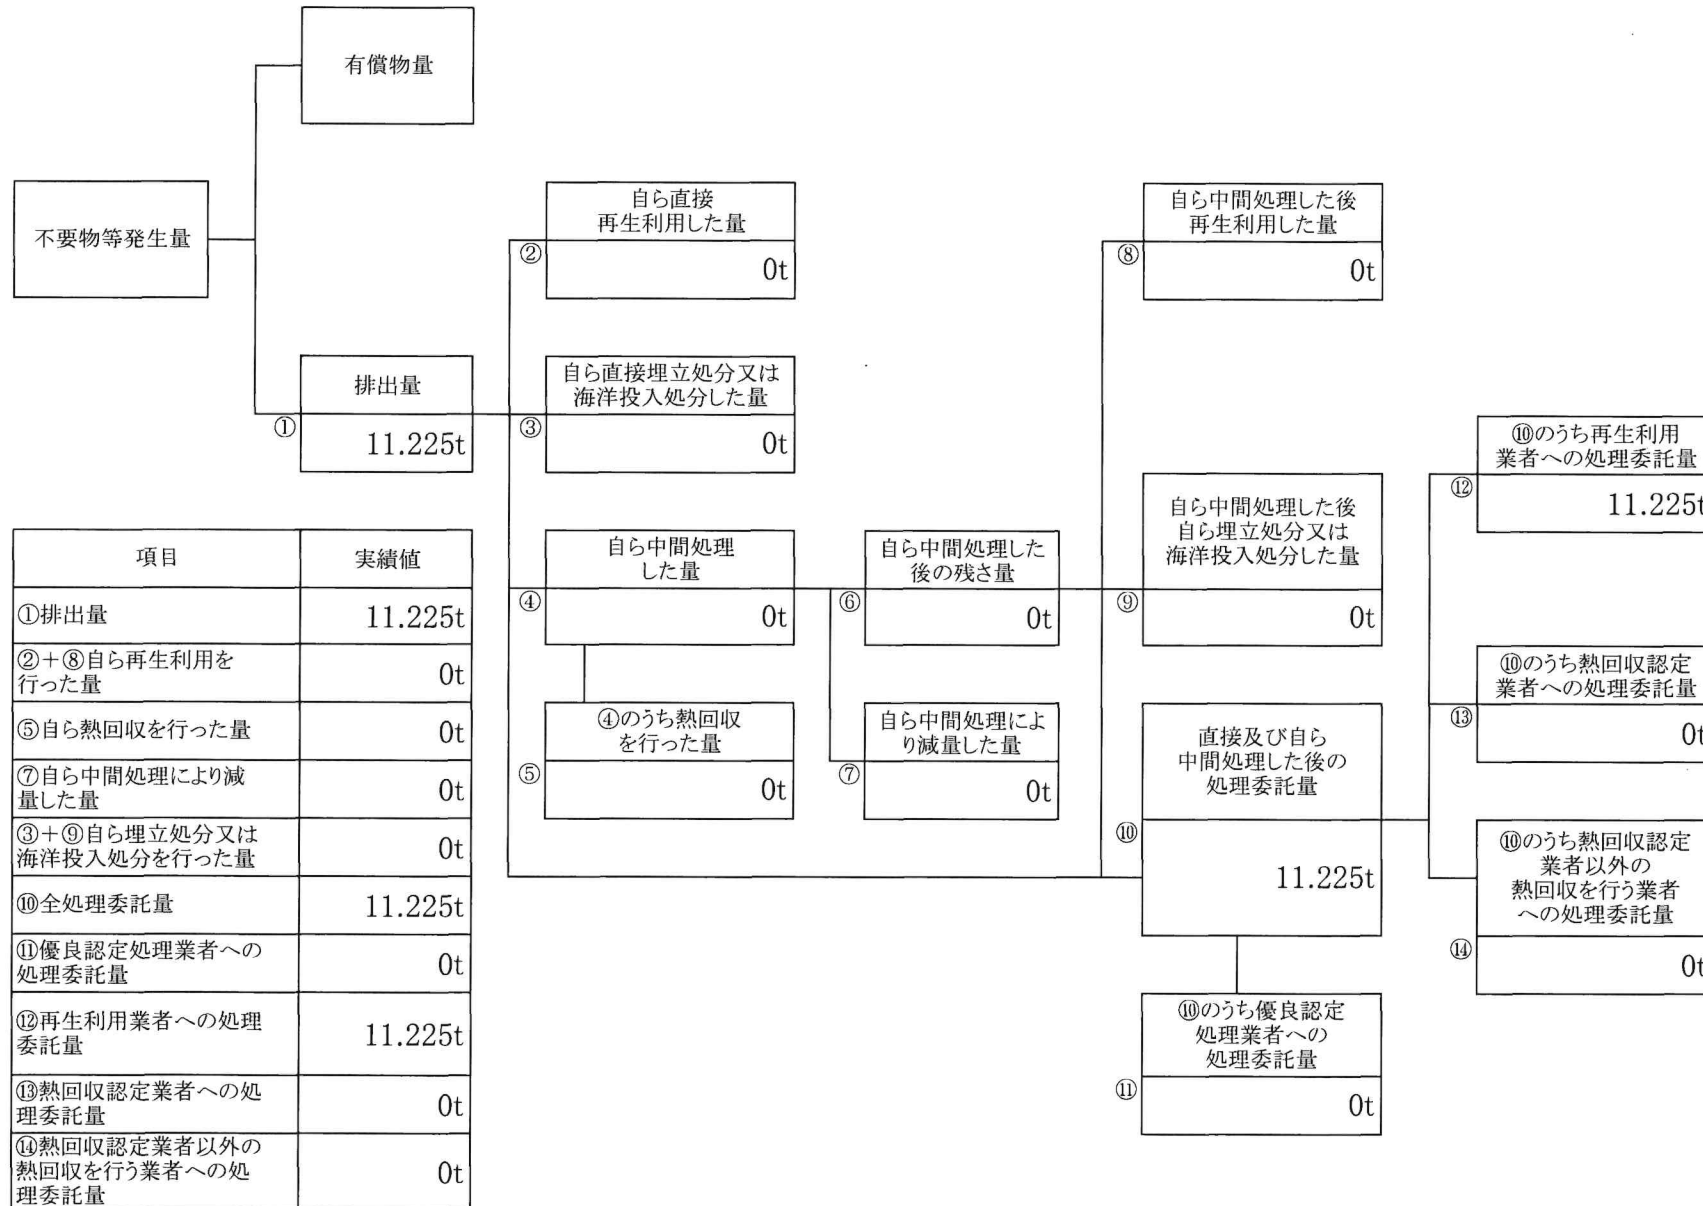 有償物量
不要物等発生量
排出量
①
11.225t
自ら直接
再生利用した量
②
0t
自ら直接埋立処分又は
海洋投入処分した量
③
0t
自ら中間処理
した量
④
0t
④のうち熱回収
を行った量
⑤
0t
自ら中間処理した
後の残さ量
⑥
0t
自ら中間処理によ
り減量した量
⑦
0t
自ら中間処理した後
再生利用した量
⑧
0t
自ら中間処理した後
自ら埋立処分又は
海洋投入処分した量
⑨
0t
直接及び自ら
中間処理した後の
処理委託量
⑩
11.225t
⑩のうち優良認定
処理業者への
処理委託量
⑪
0t
⑩のうち再生利用
業者への処理委託量
⑫
11.225t
⑩のうち熱回収認定
業者への処理委託量
⑬
0t
⑩のうち熱回収認定
業者以外の
熱回収を行う業者
への処理委託量
⑭
0t
項目 実績値
①排出量 11.225t
②+⑧自ら再生利用を
行った量 0t
⑤自ら熱回収を行った量 0t
⑦自ら中間処理により減
量した量 0t
③+⑨自ら埋立処分又は
海洋投入処分を行った量 0t
⑩全処理委託量 11.225t
⑪優良認定処理業者への
処理委託量 0t
⑫再生利用業者への処理
委託量 11.225t
⑬熱回収認定業者への処
理委託量 0t
⑭熱回収認定業者以外の
熱回収を行う業者への処
理委託量 0t